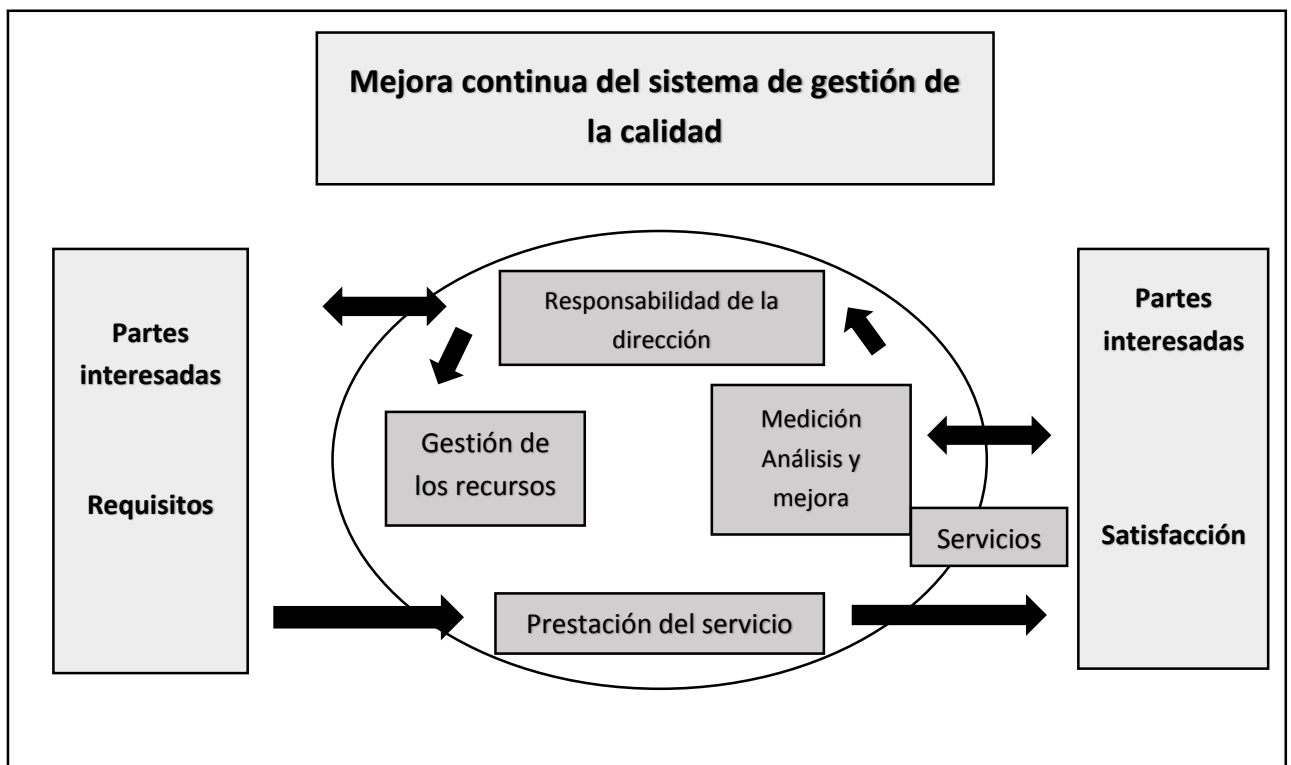 Mejora continua del sistema de gestión de
la calidad
Partes
interesadas
Requisitos
Responsabilidad de la
dirección
Gestión de
los recursos
Medición
Análisis y
mejora
Servicios
Prestación del servicio
Partes
interesadas
Satisfacción